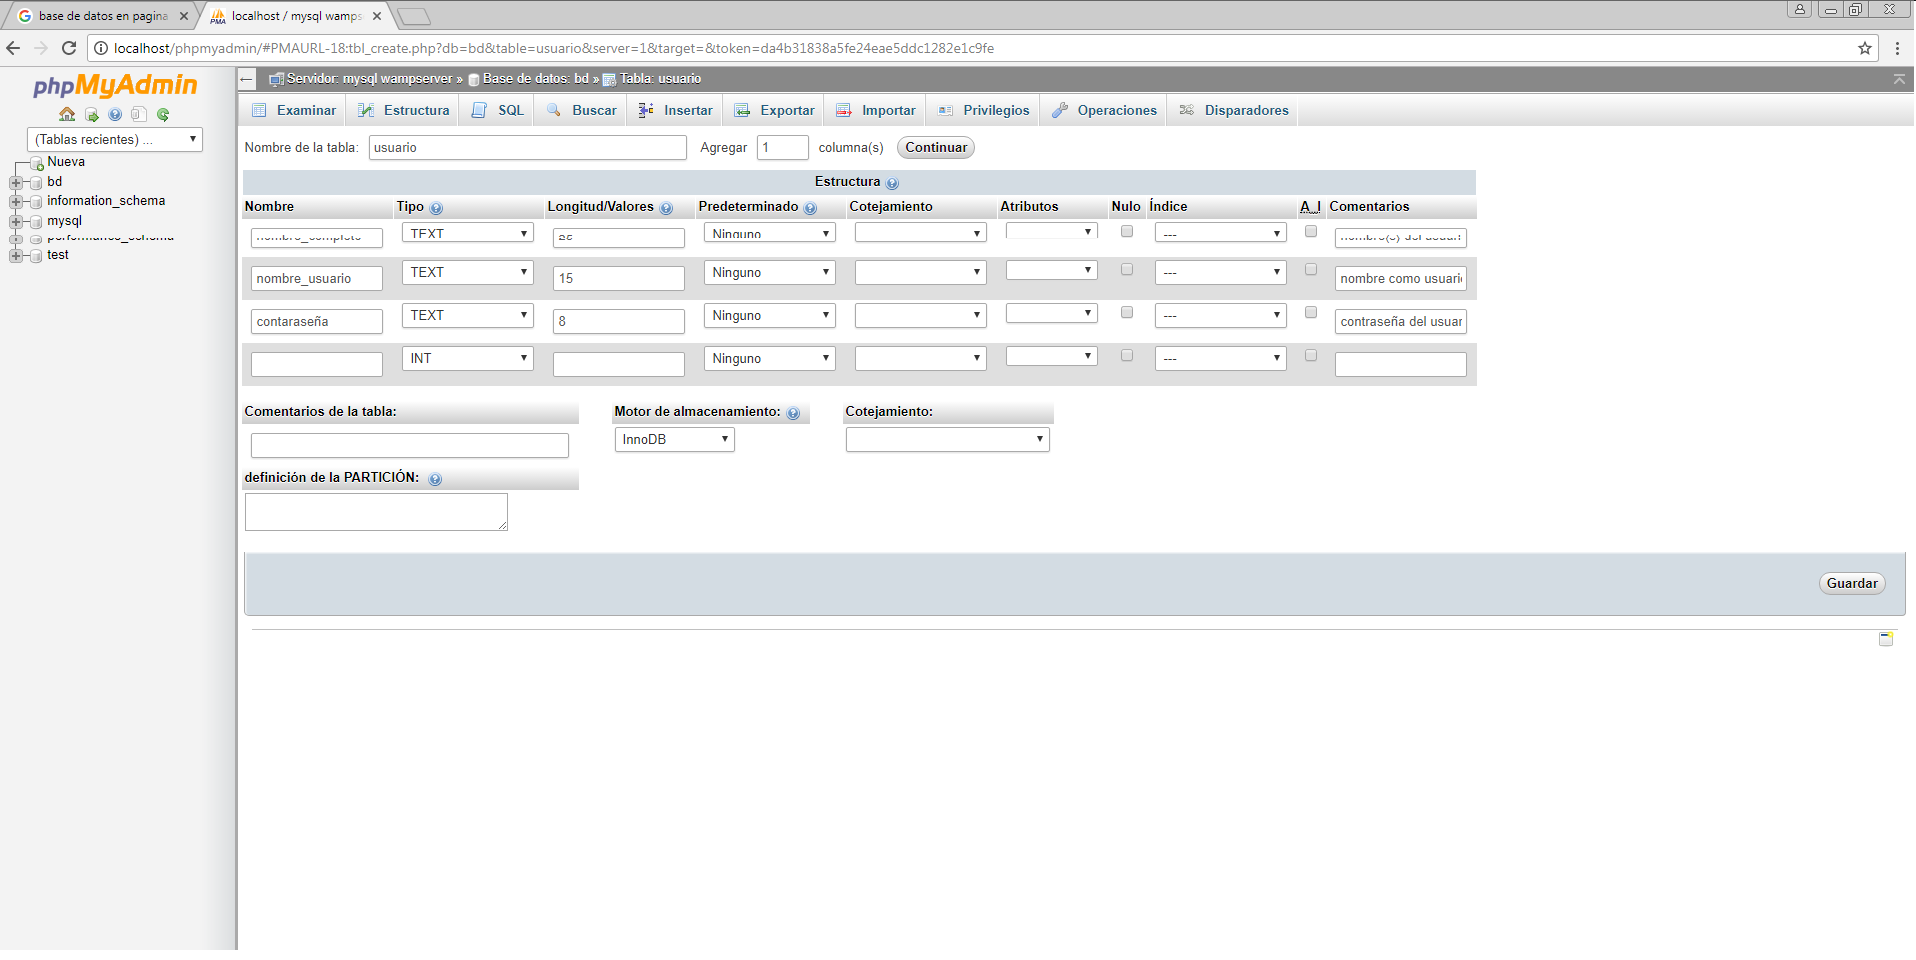 base de datos en pagina
localhost / mysql wamps
localhost/phpmyadmin/#PMAURL-18:tbl_create.php?db=bd&table=usuario&server=1&target=&token=da4b31838a5fe24eae5ddc1282e1c9fe
phpMyAdmin
(Tablas recientes) ...
Nueva
bd
information_schema
mysql
performance_schema
test
Servidor: mysql wampserver » Base de datos: bd » Tabla: usuario
Examinar Estructura SQL Buscar Insertar Exportar Importar Privilegios Operaciones Disparadores
Nombre de la tabla: usuario Agregar 1 columna(s) Continuar
Estructura
Nombre Tipo Longitud/Valores Predeterminado Cotejamiento Atributos Nulo Índice A_I Comentarios
nombre_completo TEXT Ninguno --- nombre(s) del usuari
nombre_usuario TEXT 15 Ninguno --- nombre como usuari
contaraseña TEXT 8 Ninguno --- contraseña del usuar
INT Ninguno ---
Comentarios de la tabla: Motor de almacenamiento: Cotejamiento:
InnoDB
definición de la PARTICIÓN:
Guardar